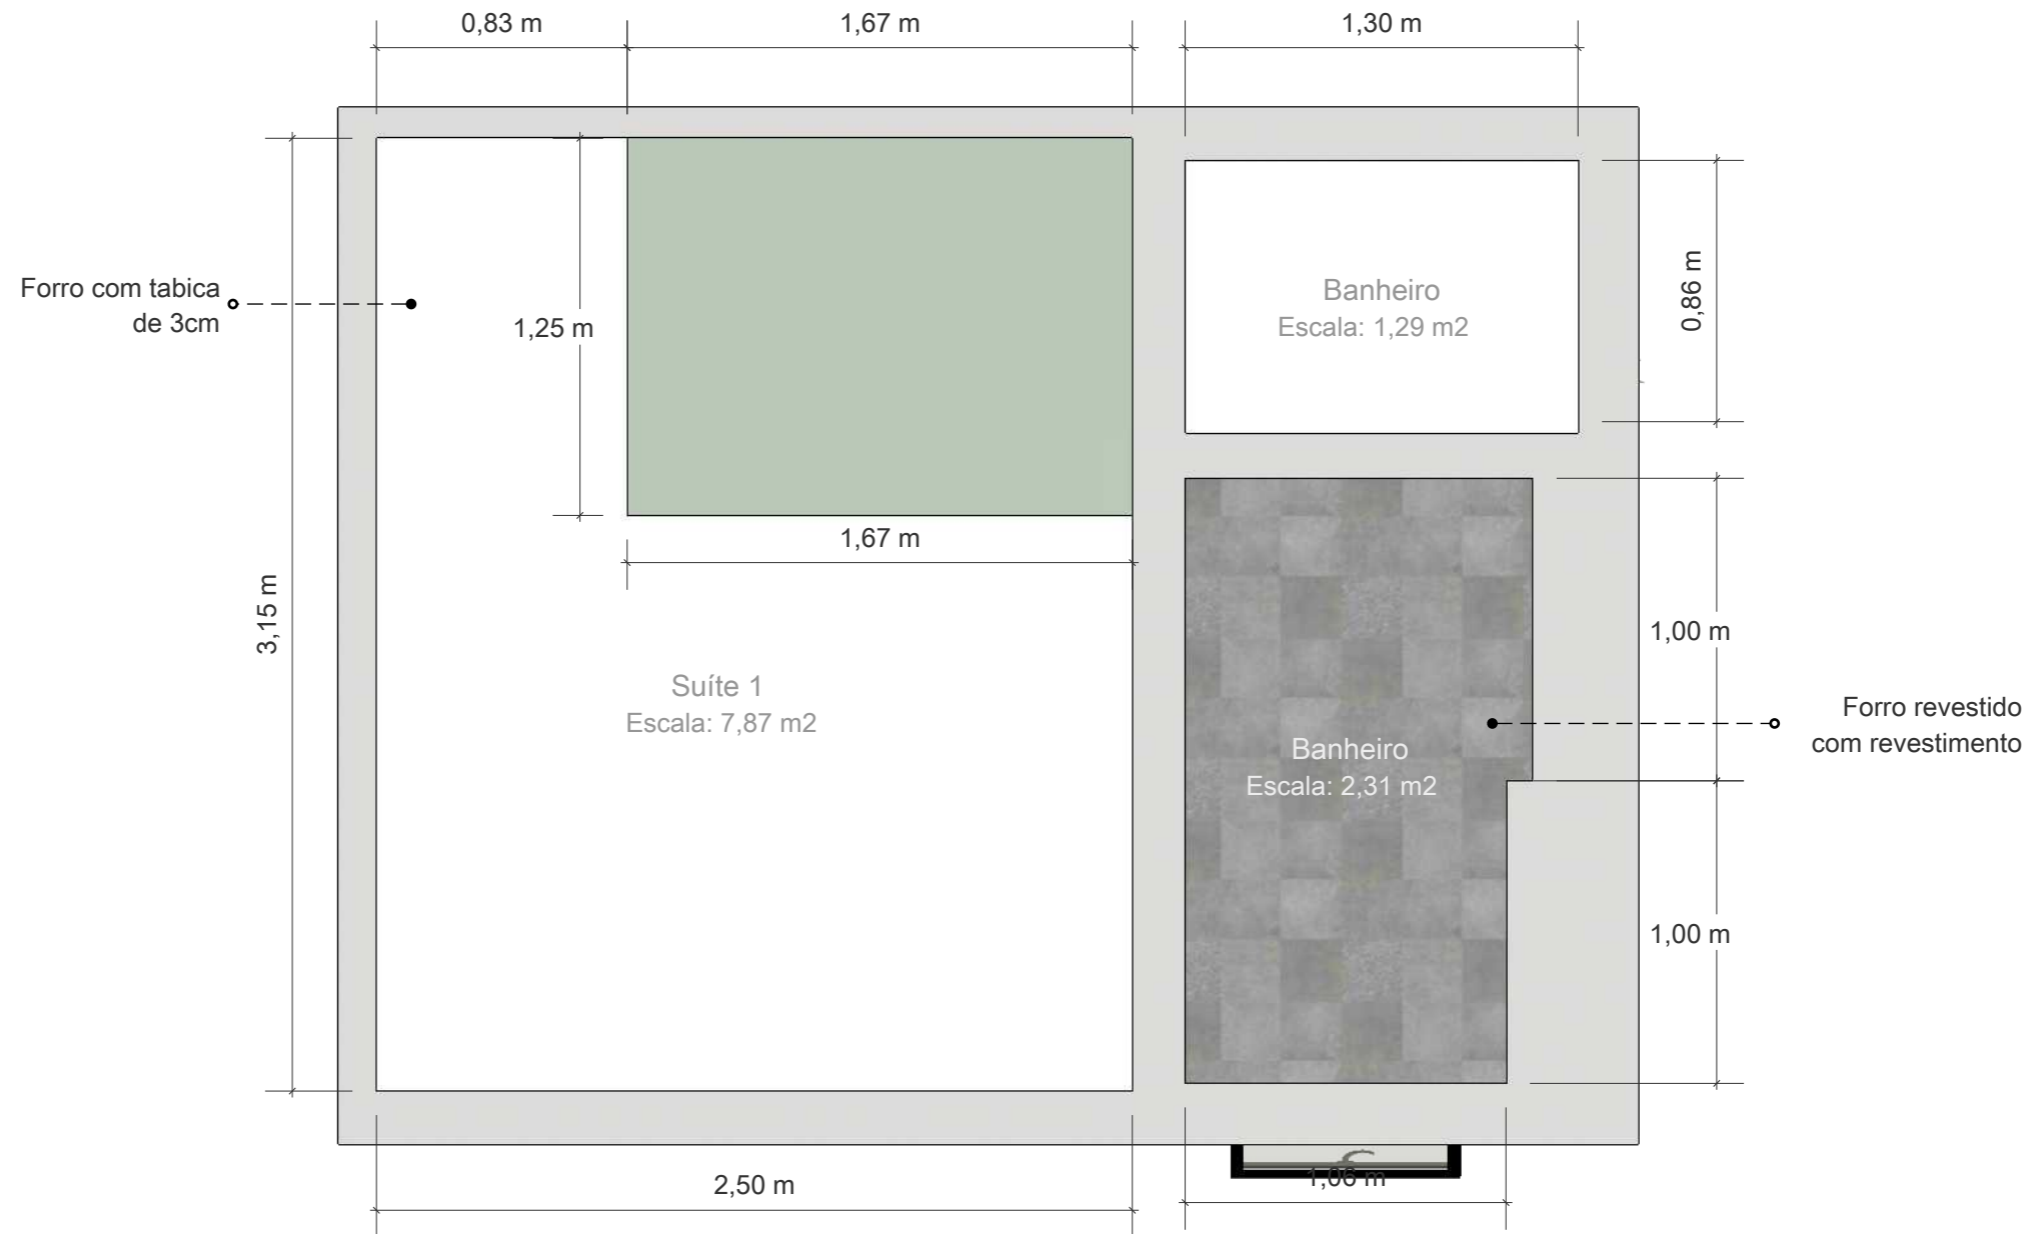 0,83 m
1,67 m
1,30 m
Forro com tabica
de 3cm
1,25 m
Banheiro
Escala: 1,29 m2
0,86 m
1,67 m
3,15 m
Suíte 1
Escala: 7,87 m2
1,00 m
Banheiro
Escala: 2,31 m2
Forro revestido
com revestimento
1,00 m
2,50 m
1,06 m